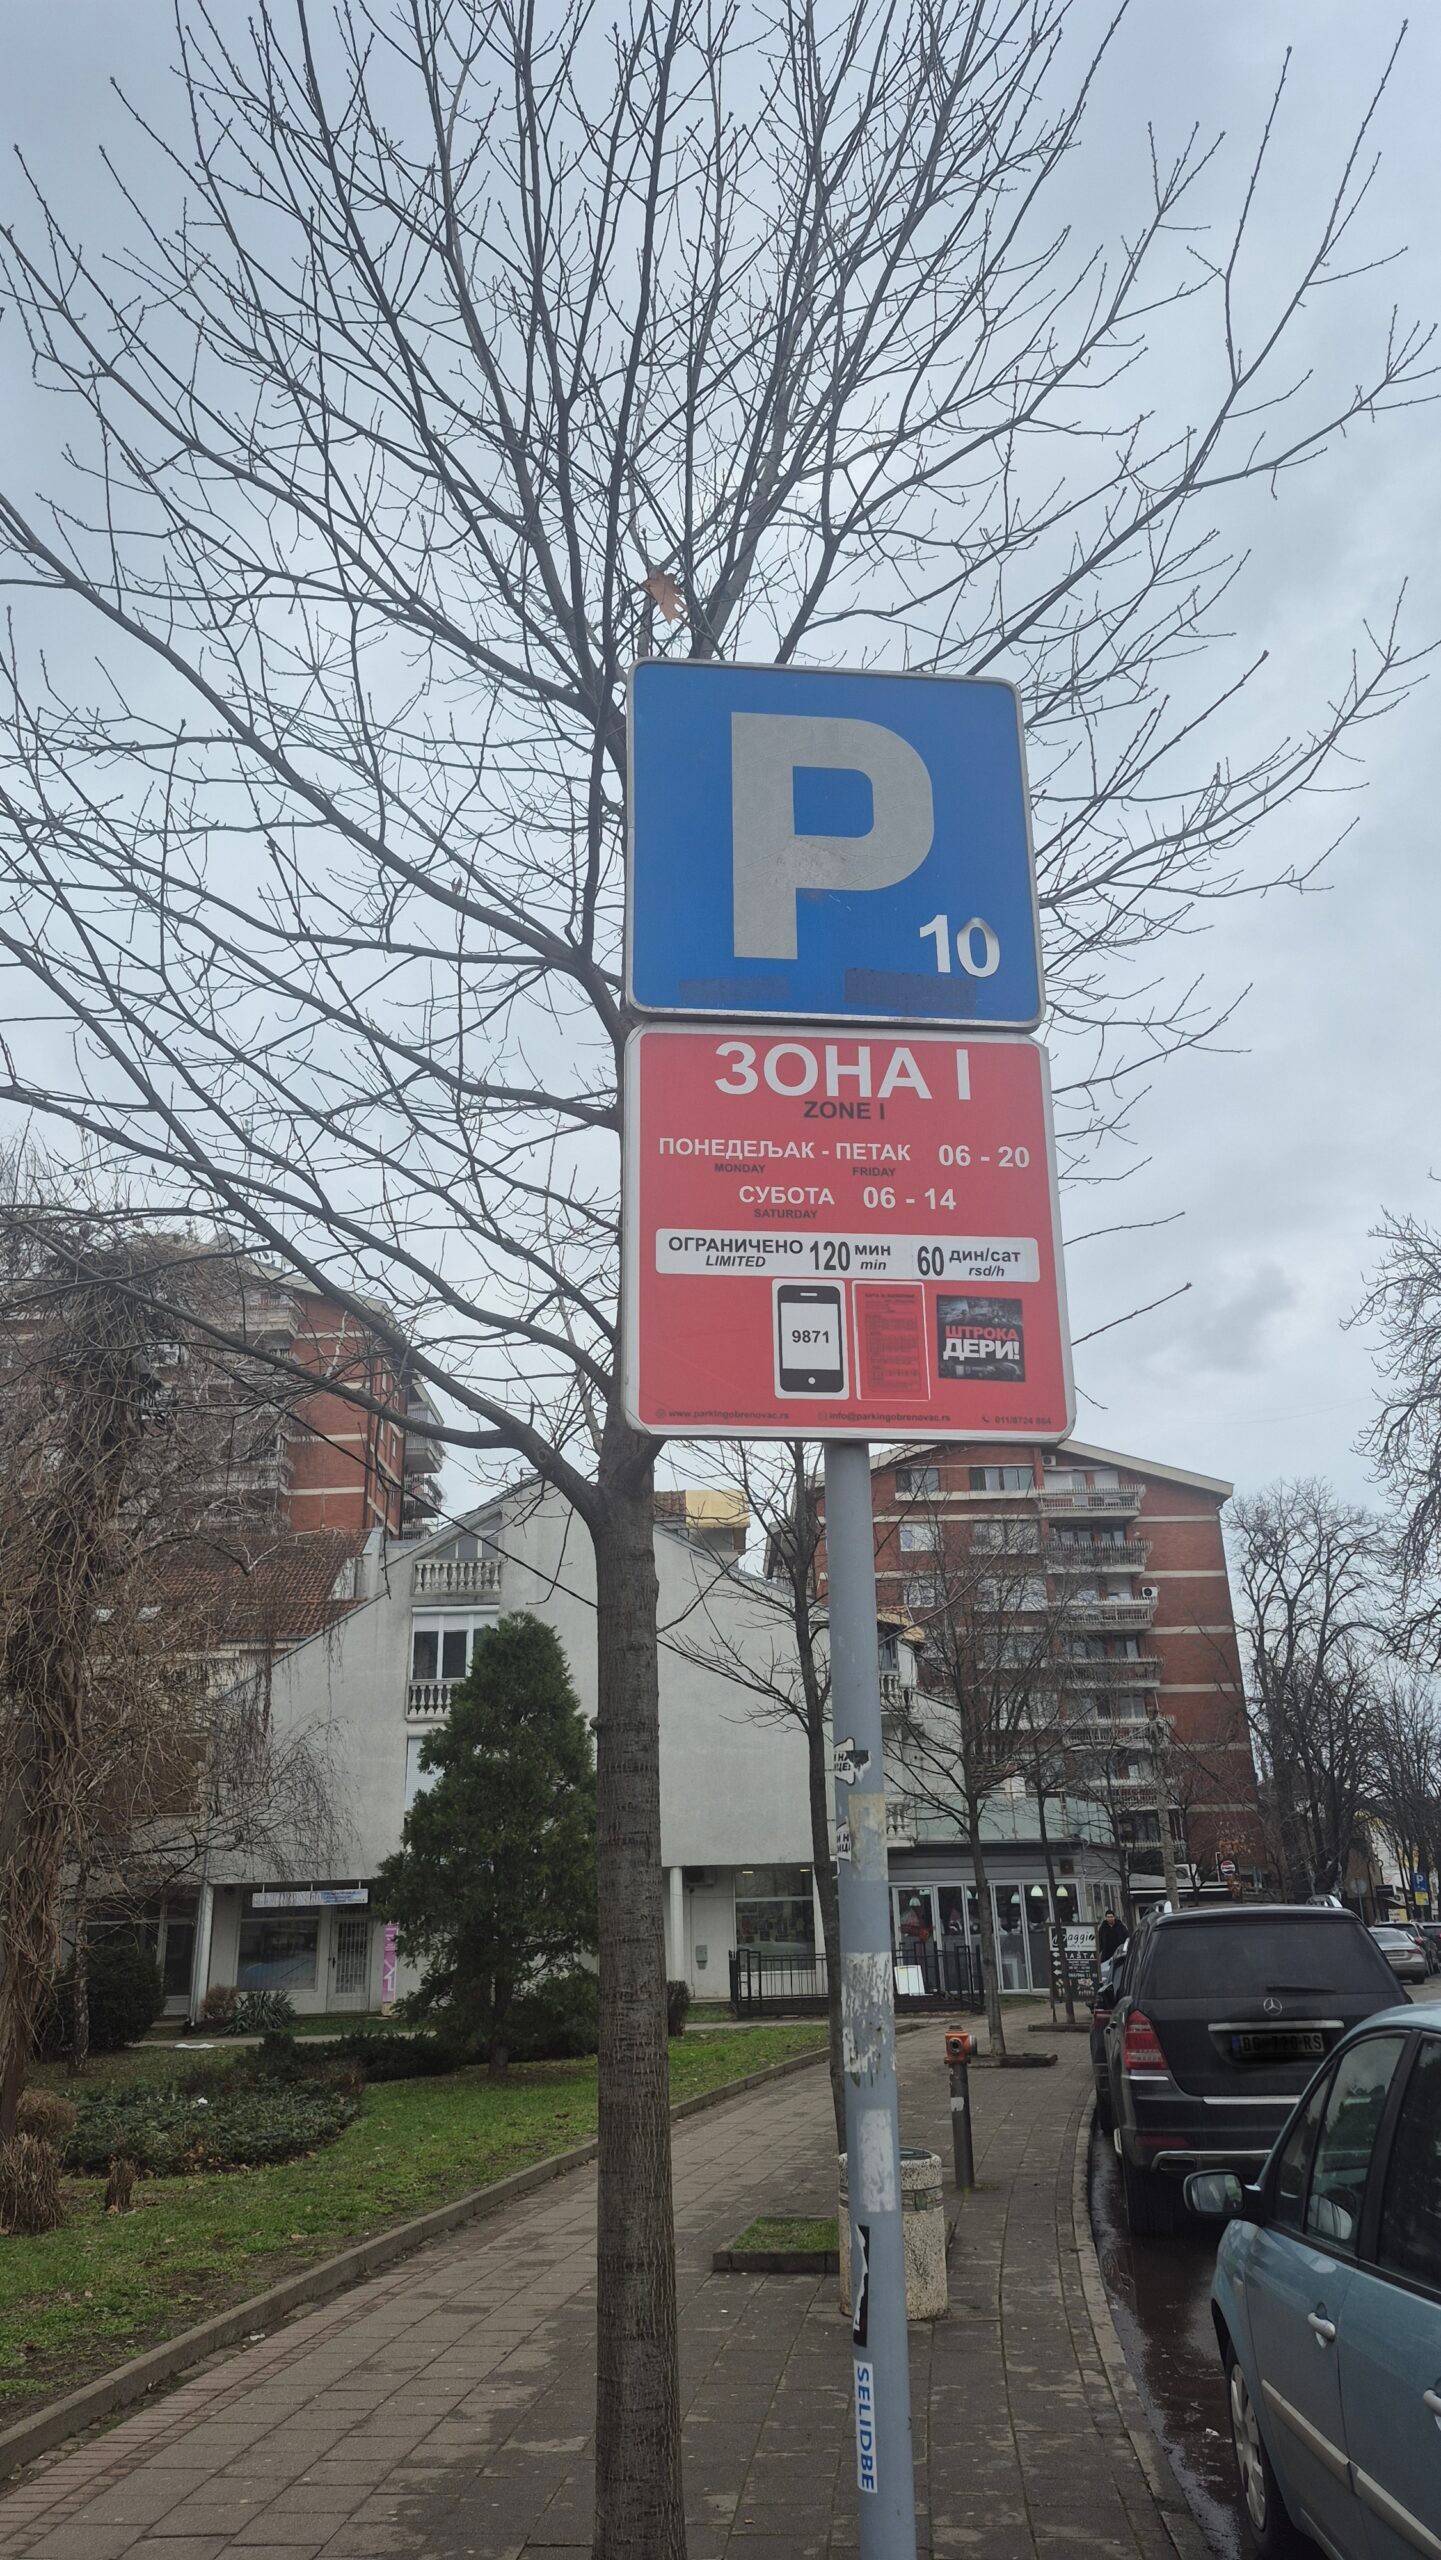 P
10
ЗОНА I
ZONE I
ПОНЕДЕЉАК - ПЕТАК 06 - 20
MONDAY FRIDAY
СУБОТА 06 - 14
SATURDAY
ОГРАНИЧЕНО 120 мин 60 дин/сат
LIMITED min rsd/h
9871
ШТРОКА
ДЕРИ!
www.parkingobrenovac.rs info@parkingobrenovac.rs 011/8724 864
SELIDBE